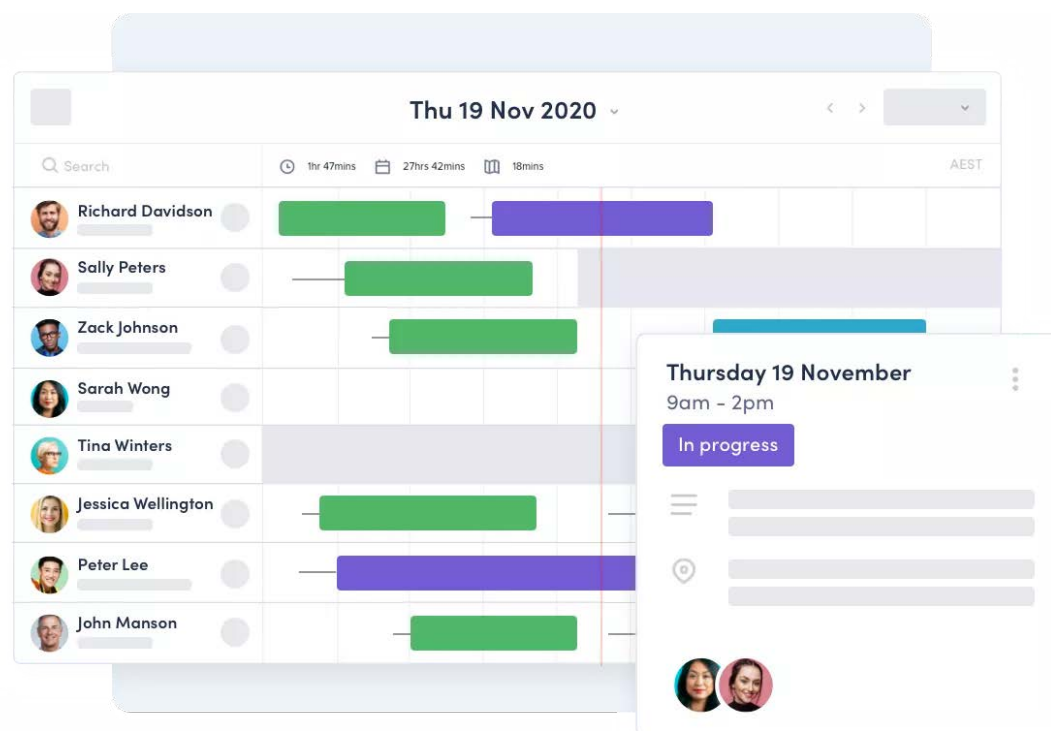 Thu 19 Nov 2020
Search
1hr 47mins
27hrs 42mins
18mins
AEST
Richard Davidson
Sally Peters
Zack Johnson
Sarah Wong
Tina Winters
Jessica Wellington
Peter Lee
John Manson
Thursday 19 November
9am - 2pm
In progress